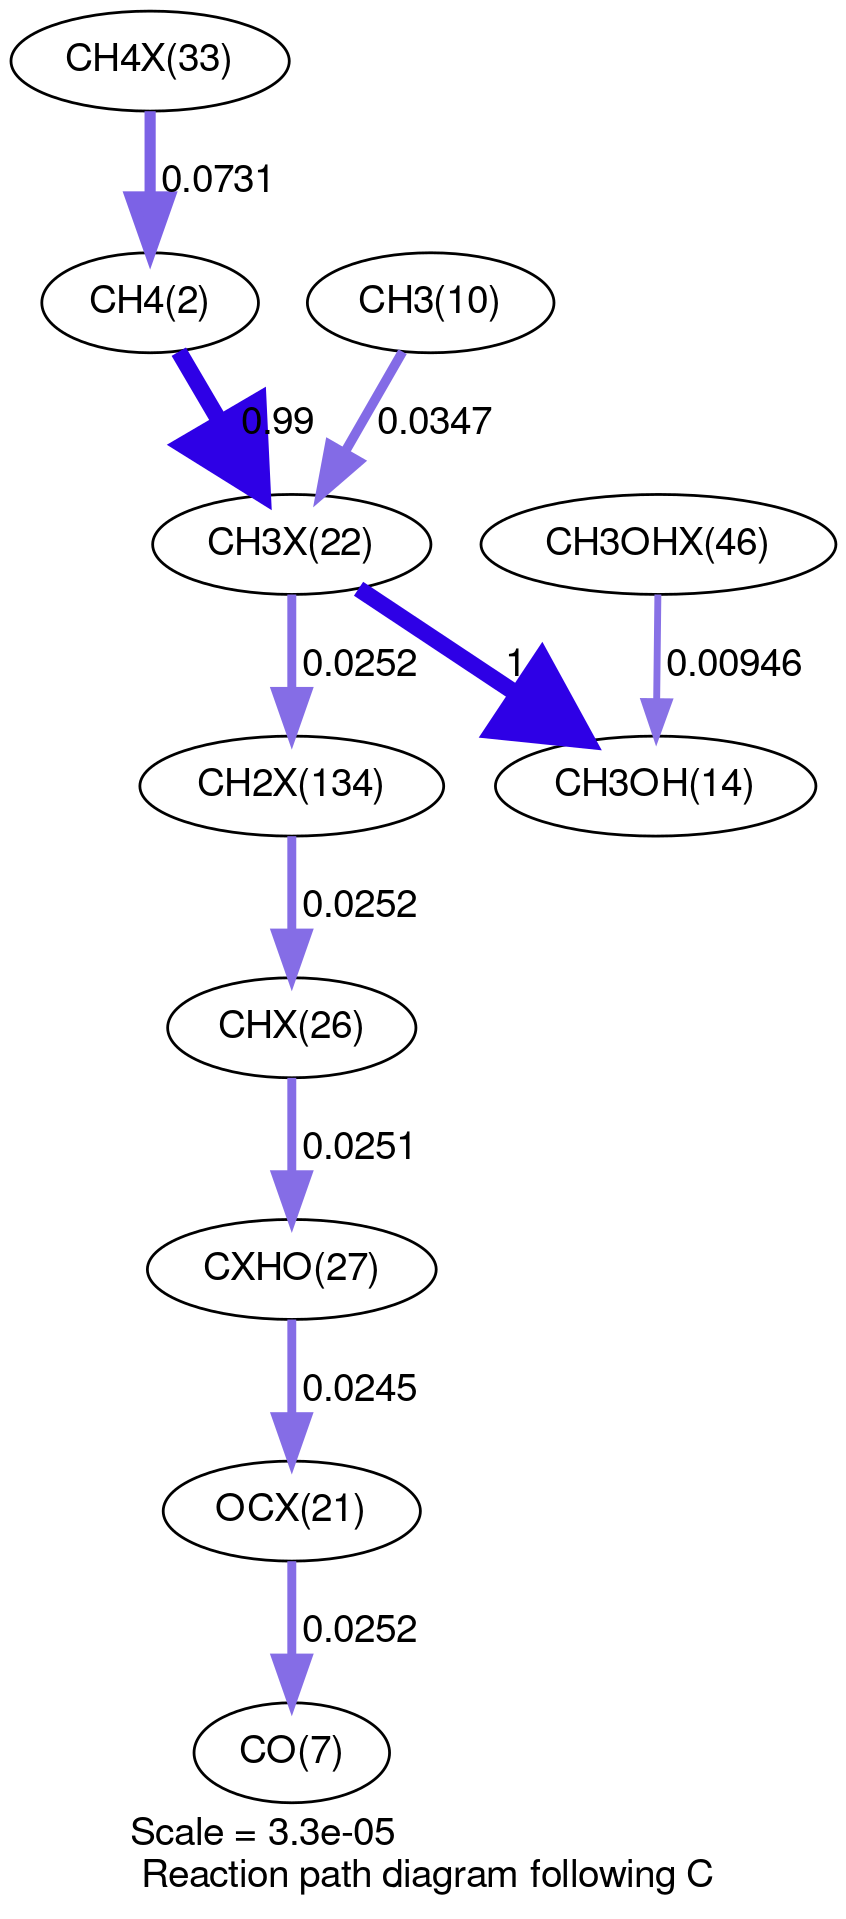 CH4X(33)
0.0731
CH4(2)
CH3(10)
0.99
0.0347
CH3X(22)
CH3OHX(46)
0.0252
1
0.00946
CH2X(134)
CH3OH(14)
0.0252
CHX(26)
0.0251
CXHO(27)
0.0245
OCX(21)
0.0252
CO(7)
Scale = 3.3e-05
Reaction path diagram following C